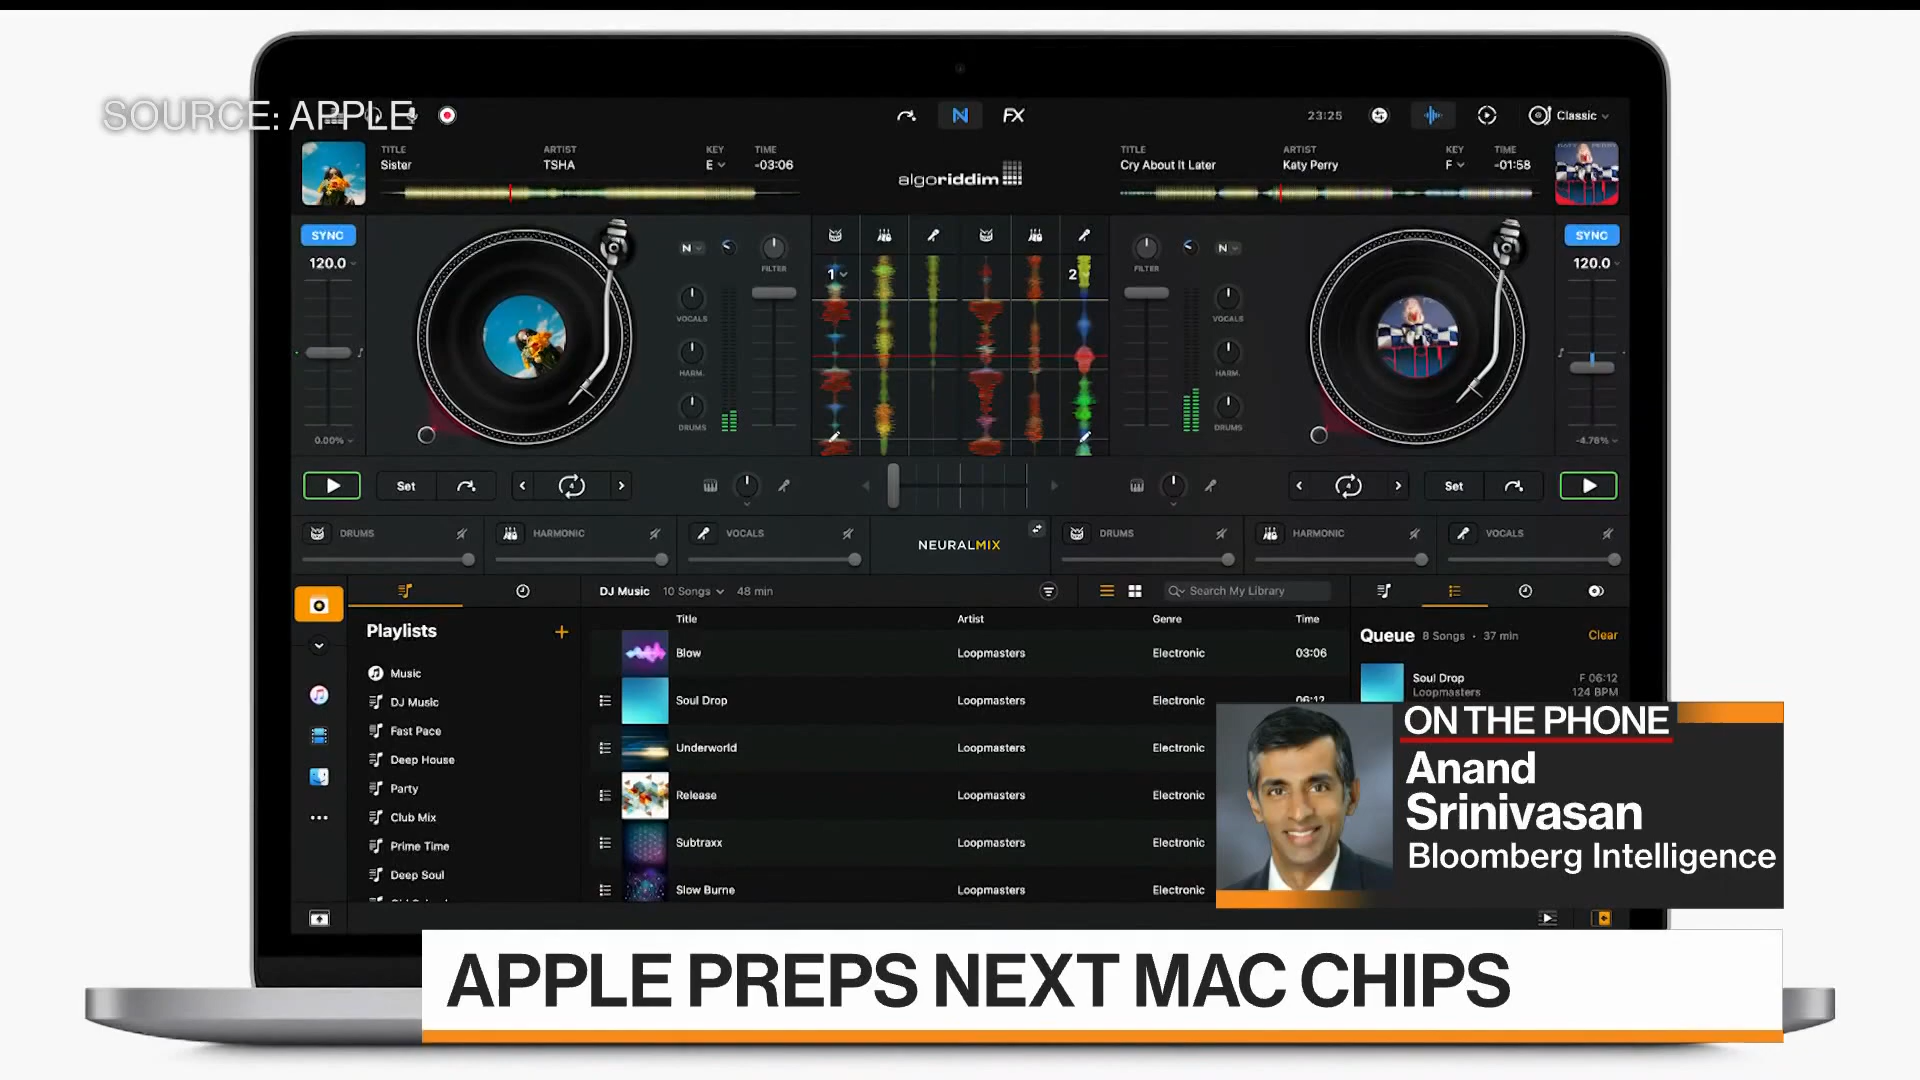 SOURCE: APPLE
FX
23:25
Classic
TITLE ARTIST KEY TIME
Sister TSHA E -03:06
algoriddim
TITLE ARTIST KEY TIME
Cry About It Later Katy Perry F -01:58
SYNC
120.0
N
FILTER
VOCALS
HARM.
DRUMS
0.00%
1
2
FILTER
N
VOCALS
HARM.
DRUMS
SYNC
120.0
-4.78%
Set
4
4
Set
DRUMS HARMONIC VOCALS
NEURALMIX
DRUMS HARMONIC VOCALS
DJ Music 10 Songs 48 min
Search My Library
Playlists +
Music
DJ Music
Fast Pace
Deep House
Party
Club Mix
Prime Time
Deep Soul
Title Artist Genre Time
Blow Loopmasters Electronic 03:06
Soul Drop Loopmasters Electronic 06:12
Underworld Loopmasters Electronic
Release Loopmasters Electronic
Subtraxx Loopmasters Electronic
Slow Burne Loopmasters Electronic
Queue 8 Songs • 37 min Clear
Soul Drop F 06:12
Loopmasters 124 BPM
ON THE PHONE
Anand
Srinivasan
Bloomberg Intelligence
APPLE PREPS NEXT MAC CHIPS